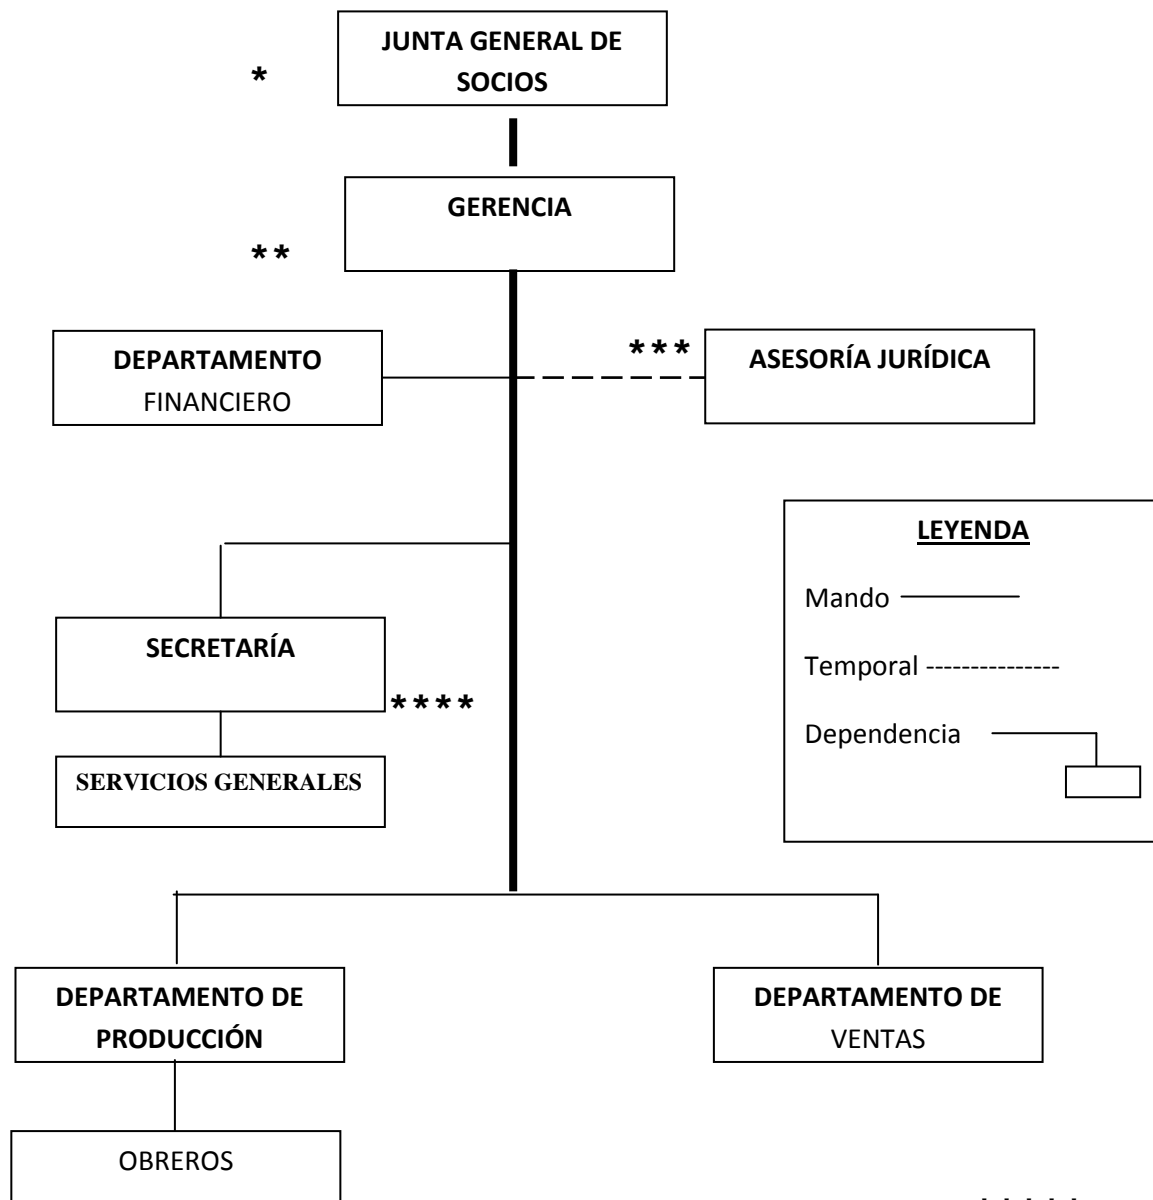 JUNTA GENERAL DE
SOCIOS
*
GERENCIA
**
DEPARTAMENTO
FINANCIERO
***
ASESORÍA JURÍDICA
LEYENDA
Mando
Temporal ---------------
Dependencia
SECRETARÍA
****
SERVICIOS GENERALES
DEPARTAMENTO DE
PRODUCCIÓN
DEPARTAMENTO DE
VENTAS
OBREROS